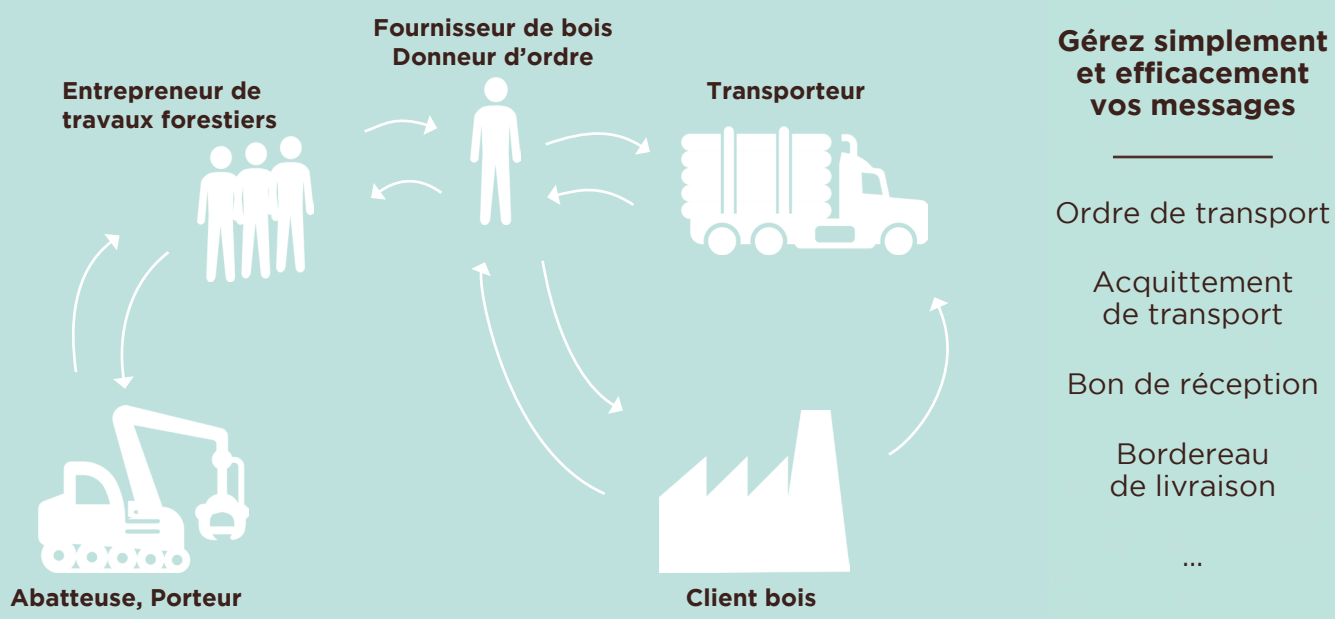 Fournisseur de bois
Donneur d’ordre
Entrepreneur de
travaux forestiers
Transporteur
Abatteuse, Porteur
Client bois
Gérez simplement
et efficacement
vos messages
Ordre de transport
Acquittement
de transport
Bon de réception
Bordereau
de livraison
...